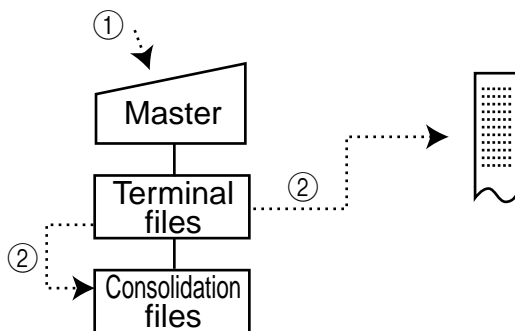 ①
Master
Terminal
files
②
②
Consolidation
files